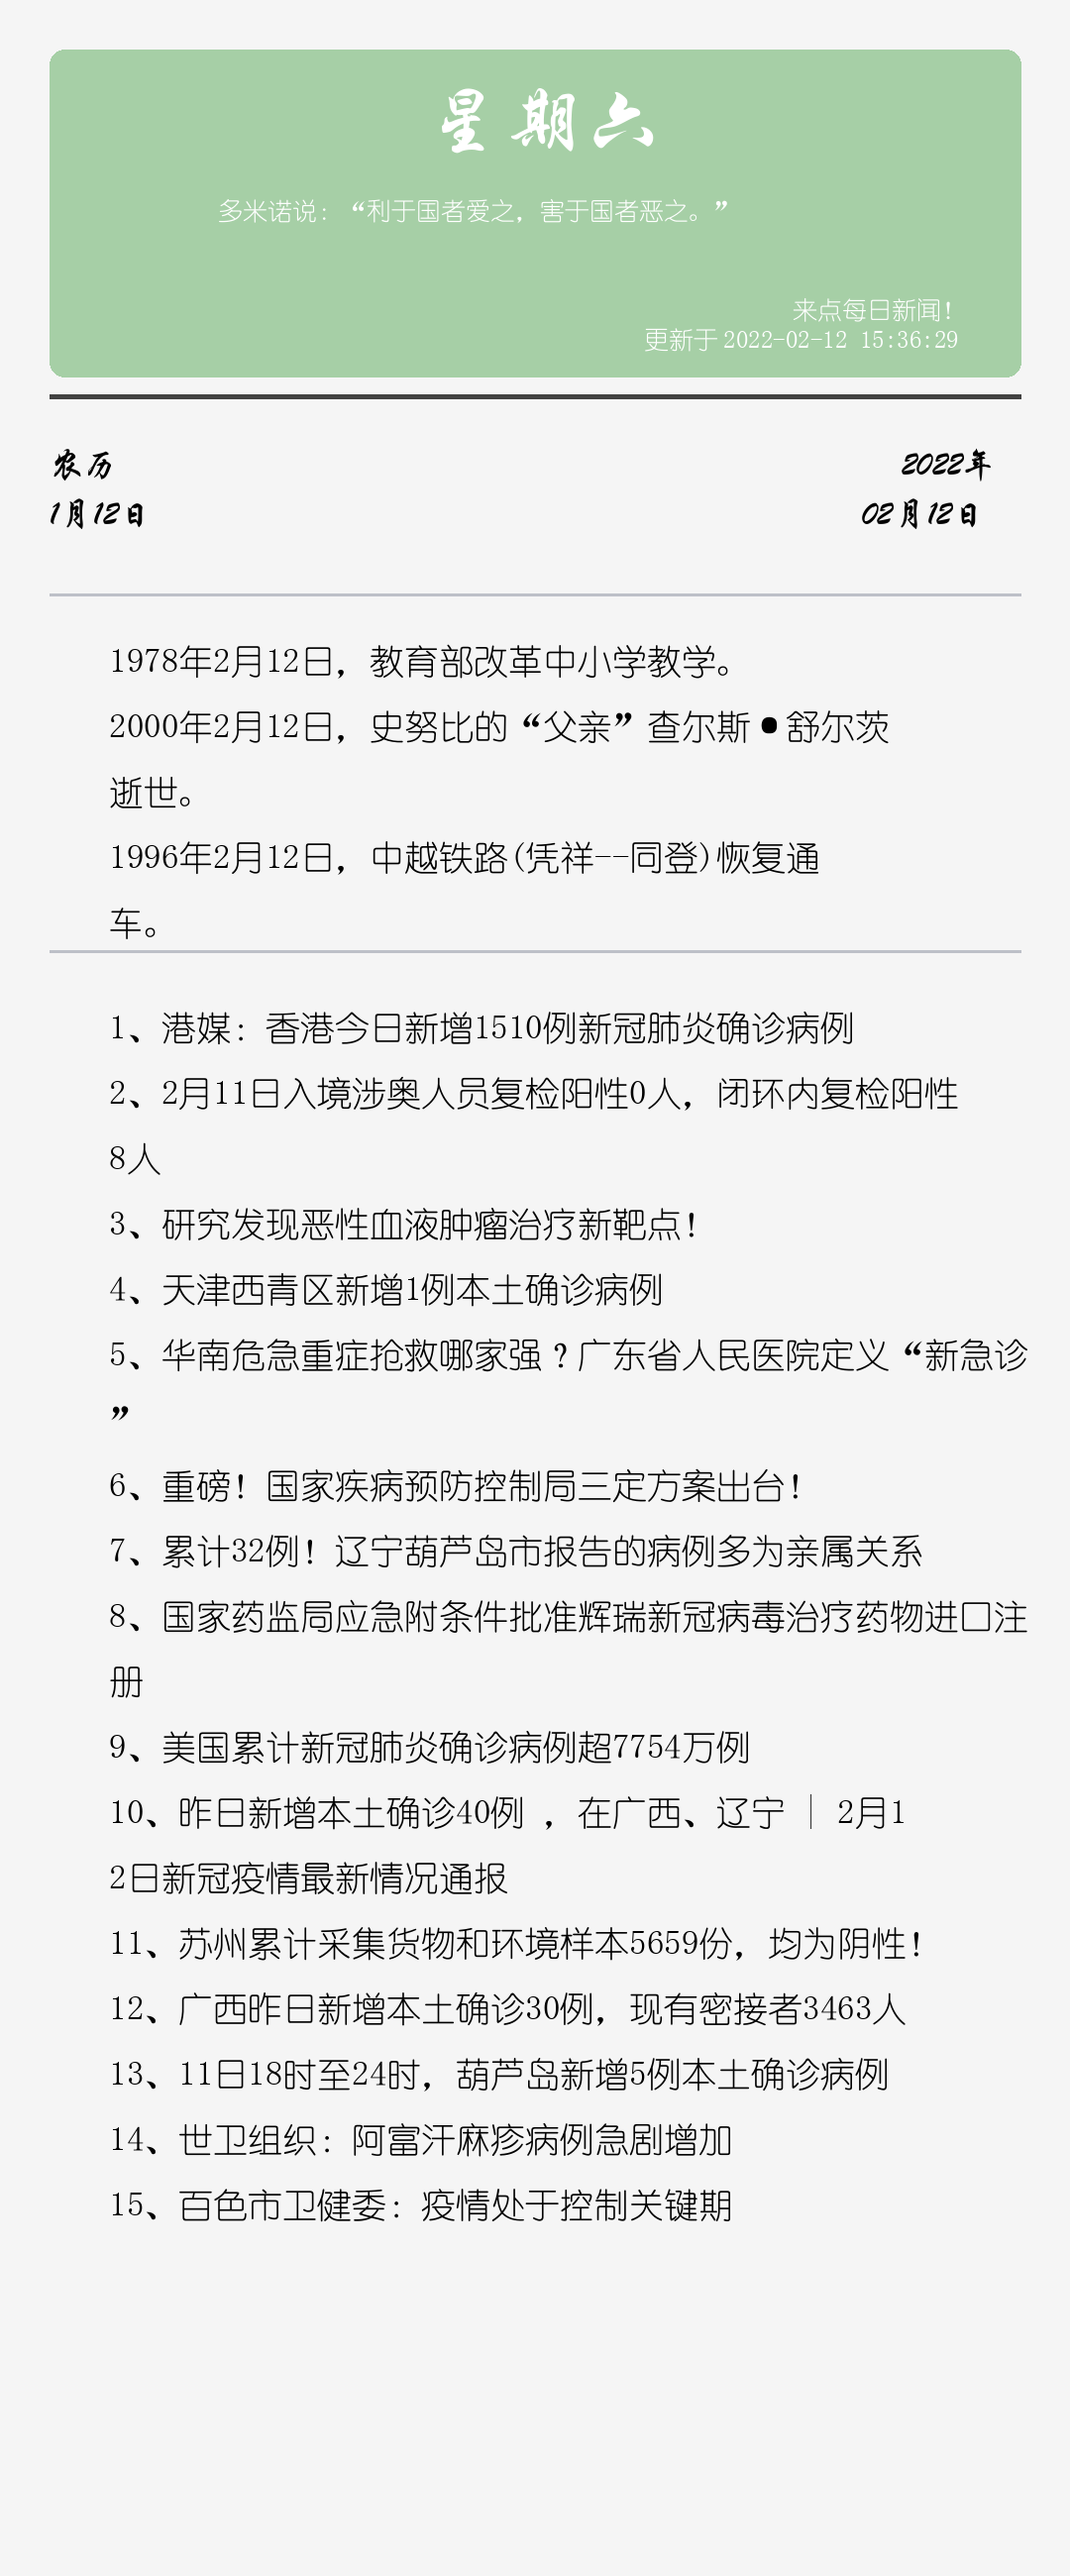 星期六
多米诺说：“利于国者爱之，害于国者恶之。”
来点每日新闻！
更新于2022-02-12 15:36:29
农历
2022年
1月12日
02月12日
1978年2月12日，教育部改革中小学教学。
2000年2月12日，史努比的“父亲”查尔斯•舒尔茨
逝世。
1996年2月12日，中越铁路(凭祥--同登)恢复通
车。
1、港媒：香港今日新增1510例新冠肺炎确诊病例
2、2月11日入境涉奥人员复检阳性0人，闭环内复检阳性
8人
3、研究发现恶性血液肿瘤治疗新靶点！
4、天津西青区新增1例本土确诊病例
5、华南危急重症抢救哪家强？广东省人民医院定义“新急诊
”
6、重磅！国家疾病预防控制局三定方案出台！
7、累计32例！辽宁葫芦岛市报告的病例多为亲属关系
8、国家药监局应急附条件批准辉瑞新冠病毒治疗药物进口注
册
9、美国累计新冠肺炎确诊病例超7754万例
10、昨日新增本土确诊40例 ，在广西、辽宁 ｜ 2月1
2日新冠疫情最新情况通报
11、苏州累计采集货物和环境样本5659份，均为阴性！
12、广西昨日新增本土确诊30例，现有密接者3463人
13、11日18时至24时，葫芦岛新增5例本土确诊病例
14、世卫组织：阿富汗麻疹病例急剧增加
15、百色市卫健委：疫情处于控制关键期